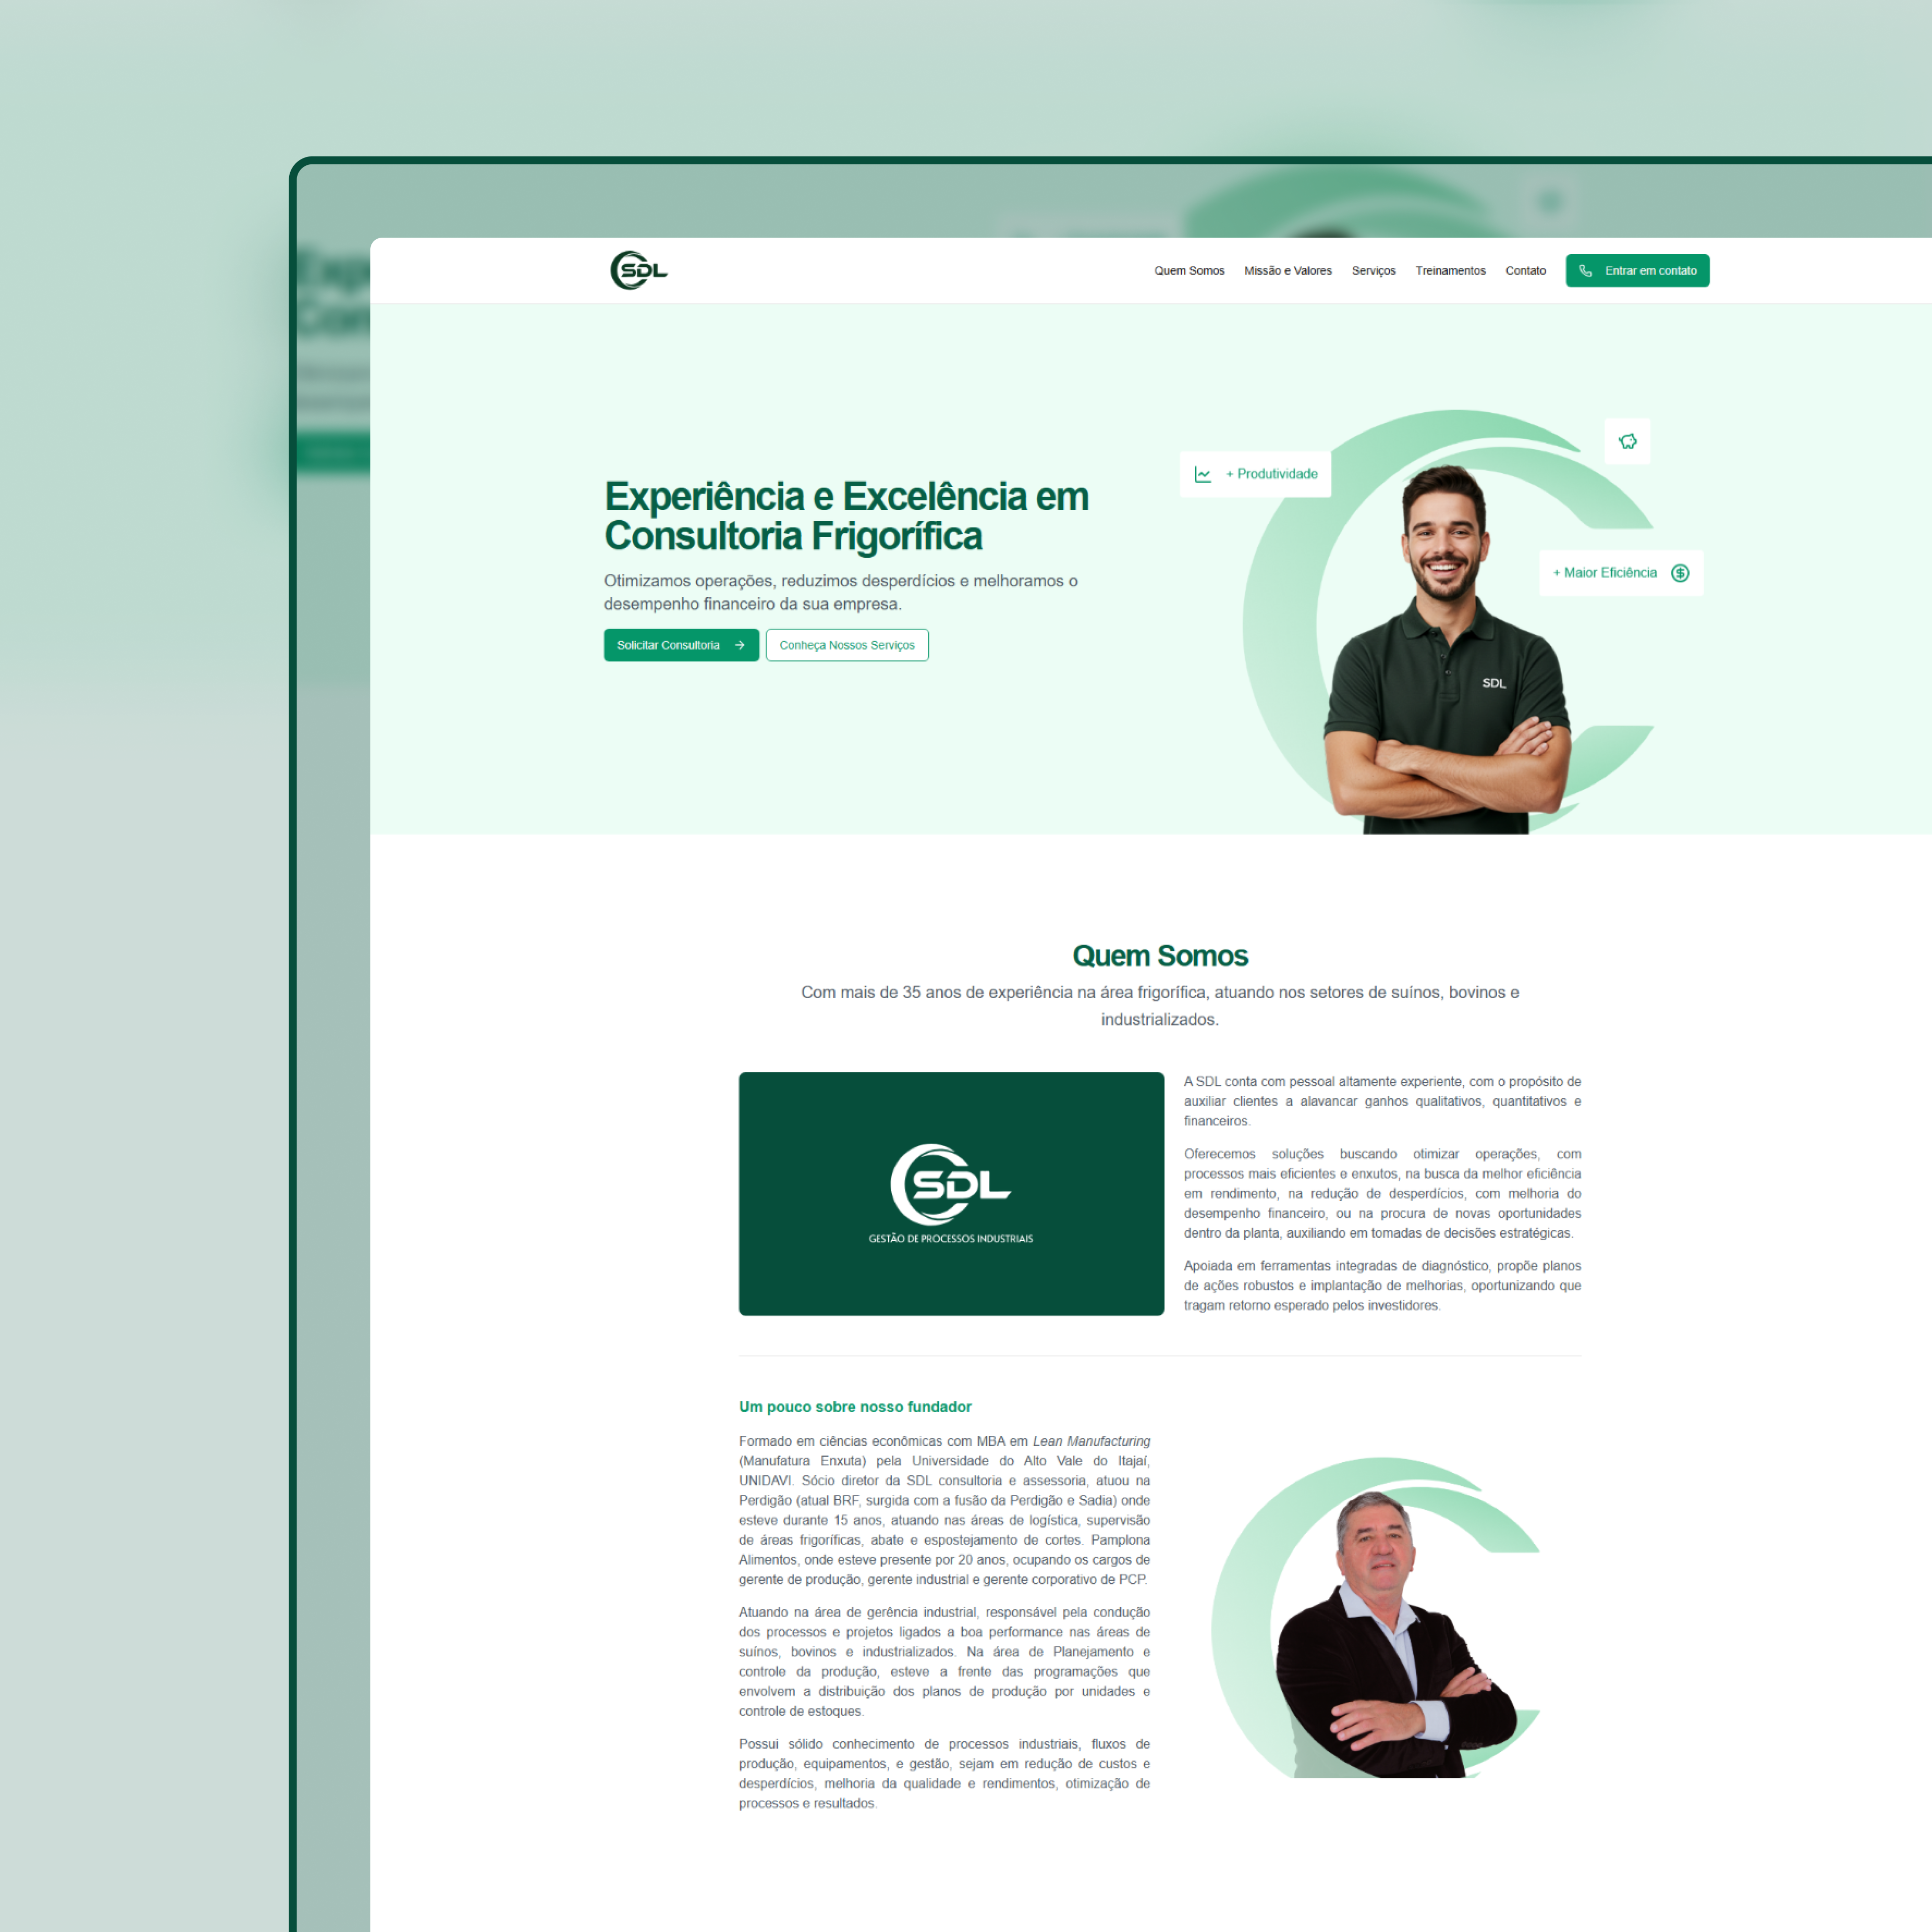 SDL
Quem Somos
Missão e Valores
Serviços
Treinamentos
Contato
Entrar em contato
Experiência e Excelência em
Consultoria Frigorífica
Otimizamos operações, reduzimos desperdícios e melhoramos o
desempenho financeiro da sua empresa.
Solicitar Consultoria
Conheça Nossos Serviços
+ Produtividade
+ Maior Eficiência
SDL
Quem Somos
Com mais de 35 anos de experiência na área frigorífica, atuando nos setores de suínos, bovinos e
industrializados.
SDL
GESTÃO DE PROCESSOS INDUSTRIAIS
A SDL conta com pessoal altamente experiente, com o propósito de
auxiliar clientes a alavancar ganhos qualitativos, quantitativos e
financeiros.
Oferecemos soluções buscando otimizar operações, com
processos mais eficientes e enxutos, na busca da melhor eficiência
em rendimento, na redução de desperdícios, com melhoria do
desempenho financeiro, ou na procura de novas oportunidades
dentro da planta, auxiliando em tomadas de decisões estratégicas.
Apoiada em ferramentas integradas de diagnóstico, propõe planos
de ações robustos e implantação de melhorias, oportunizando que
tragam retorno esperado pelos investidores.
Um pouco sobre nosso fundador
Formado em ciências econômicas com MBA em Lean Manufacturing
(Manufatura Enxuta) pela Universidade do Alto Vale do Itajaí,
UNIDAVI. Sócio diretor da SDL consultoria e assessoria, atuou na
Perdigão (atual BRF, surgida com a fusão da Perdigão e Sadia) onde
esteve durante 15 anos, atuando nas áreas de logística, supervisão
de áreas frigoríficas, abate e espostejamento de cortes. Pamplona
Alimentos, onde esteve presente por 20 anos, ocupando os cargos de
gerente de produção, gerente industrial e gerente corporativo de PCP.
Atuando na área de gerência industrial, responsável pela condução
dos processos e projetos ligados a boa performance nas áreas de
suínos, bovinos e industrializados. Na área de Planejamento e
controle da produção, esteve a frente das programações que
envolvem a distribuição dos planos de produção por unidades e
controle de estoques.
Possui sólido conhecimento de processos industriais, fluxos de
produção, equipamentos, e gestão, sejam em redução de custos e
desperdícios, melhoria da qualidade e rendimentos, otimização de
processos e resultados.